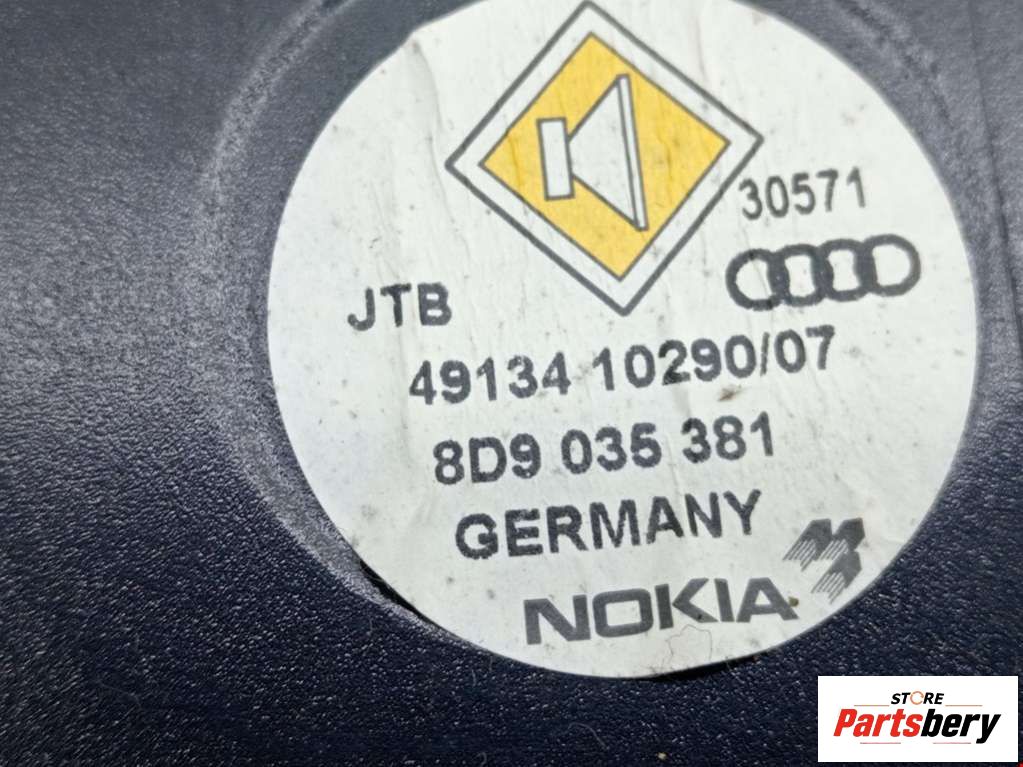 30571
JTB
49134 10290/07
8D9 035 381
GERMANY
NOKIA
STORE
Partsbery